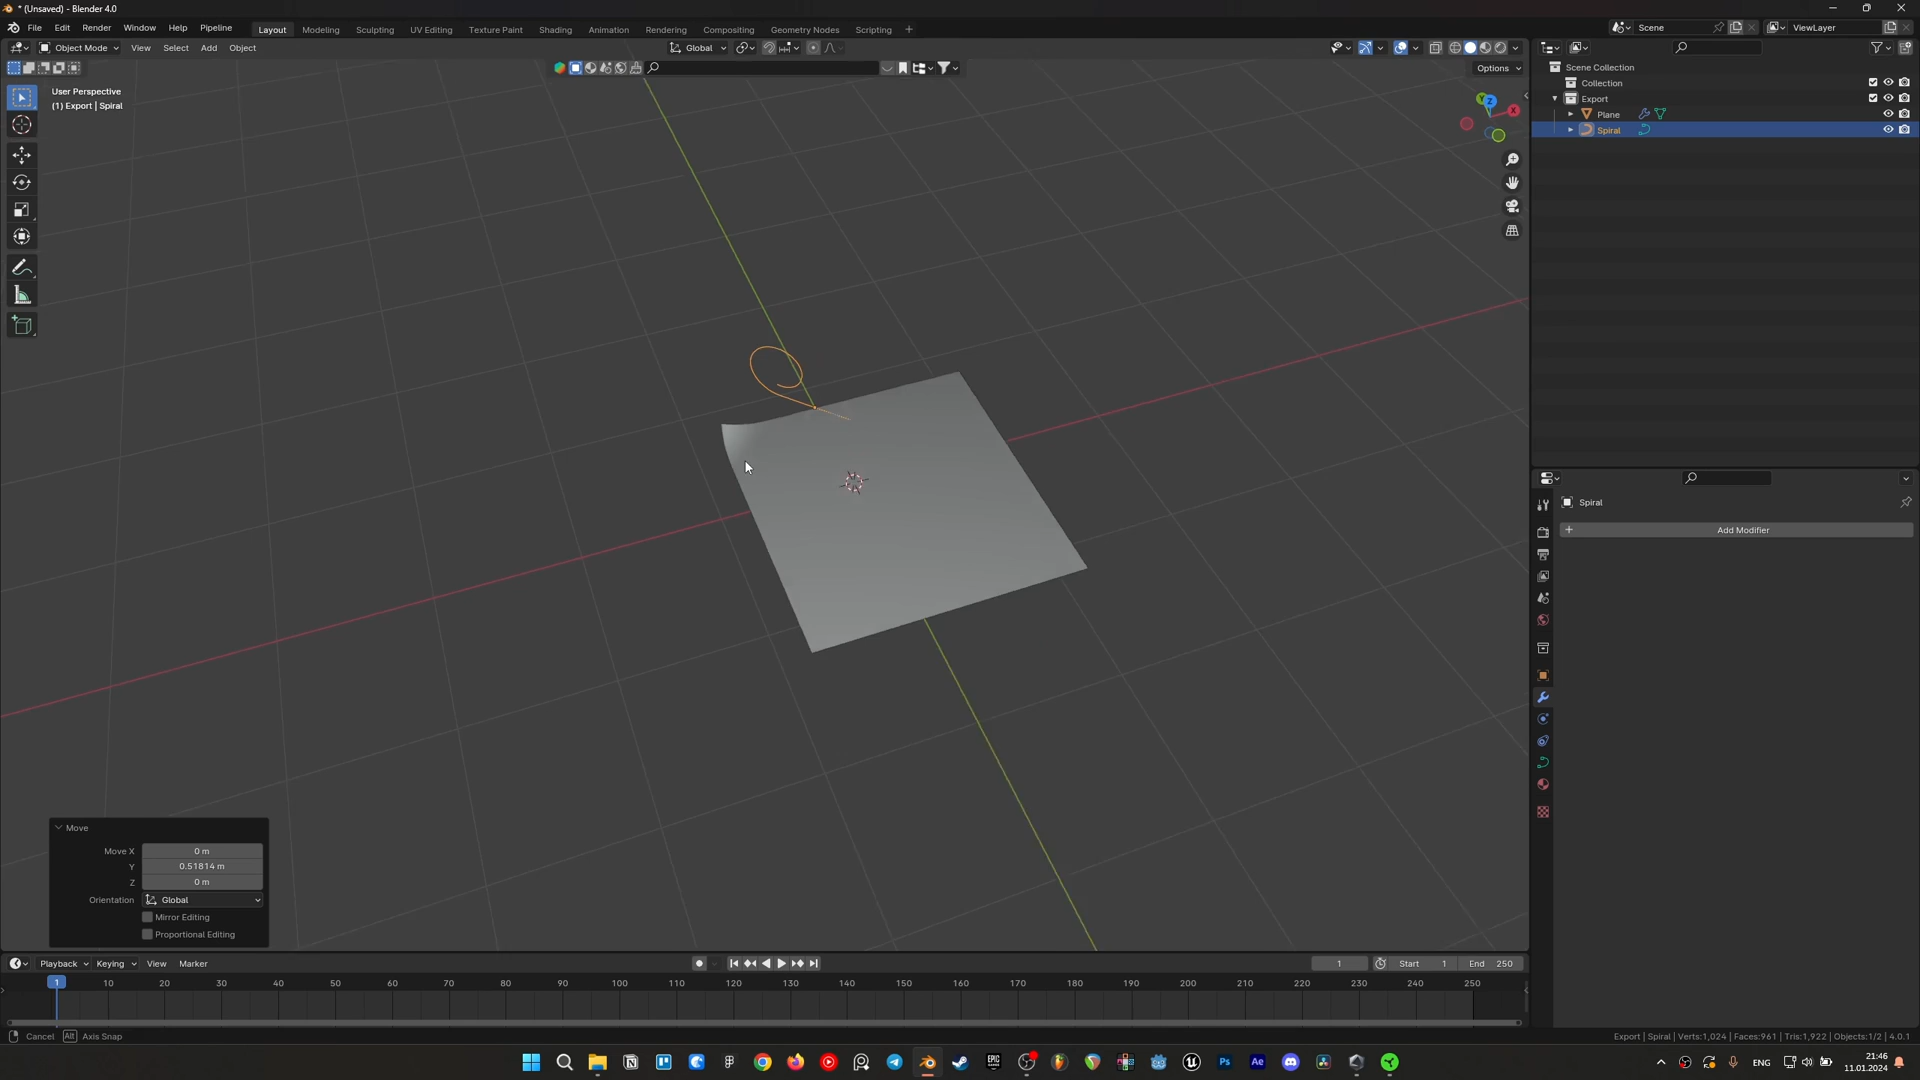 * (Unsaved) - Blender 4.0
File Edit Render Window Help Pipeline
Layout Modeling Sculpting UV Editing Texture Paint Shading Animation Rendering Compositing Geometry Nodes Scripting +
Scene
ViewLayer
Object Mode View Select Add Object
Global
Options
User Perspective
(1) Export | Spiral
Z
X
Y
Scene Collection
Collection
Export
Plane
Spiral
Spiral
+ Add Modifier
Move
Move X 0 m
Y 0.51814 m
Z 0 m
Orientation Global
Mirror Editing
Proportional Editing
Playback Keying View Marker
1 Start 1 End 250
1 10 20 30 40 50 60 70 80 90 100 110 120 130 140 150 160 170 180 190 200 210 220 230 240 250
Cancel Alt Axis Snap
Export | Spiral | Verts:1,024 | Faces:961 | Tris:1,922 | Objects:1/2 | 4.0.1
Ps Ae
ENG
21:46
11.01.2024